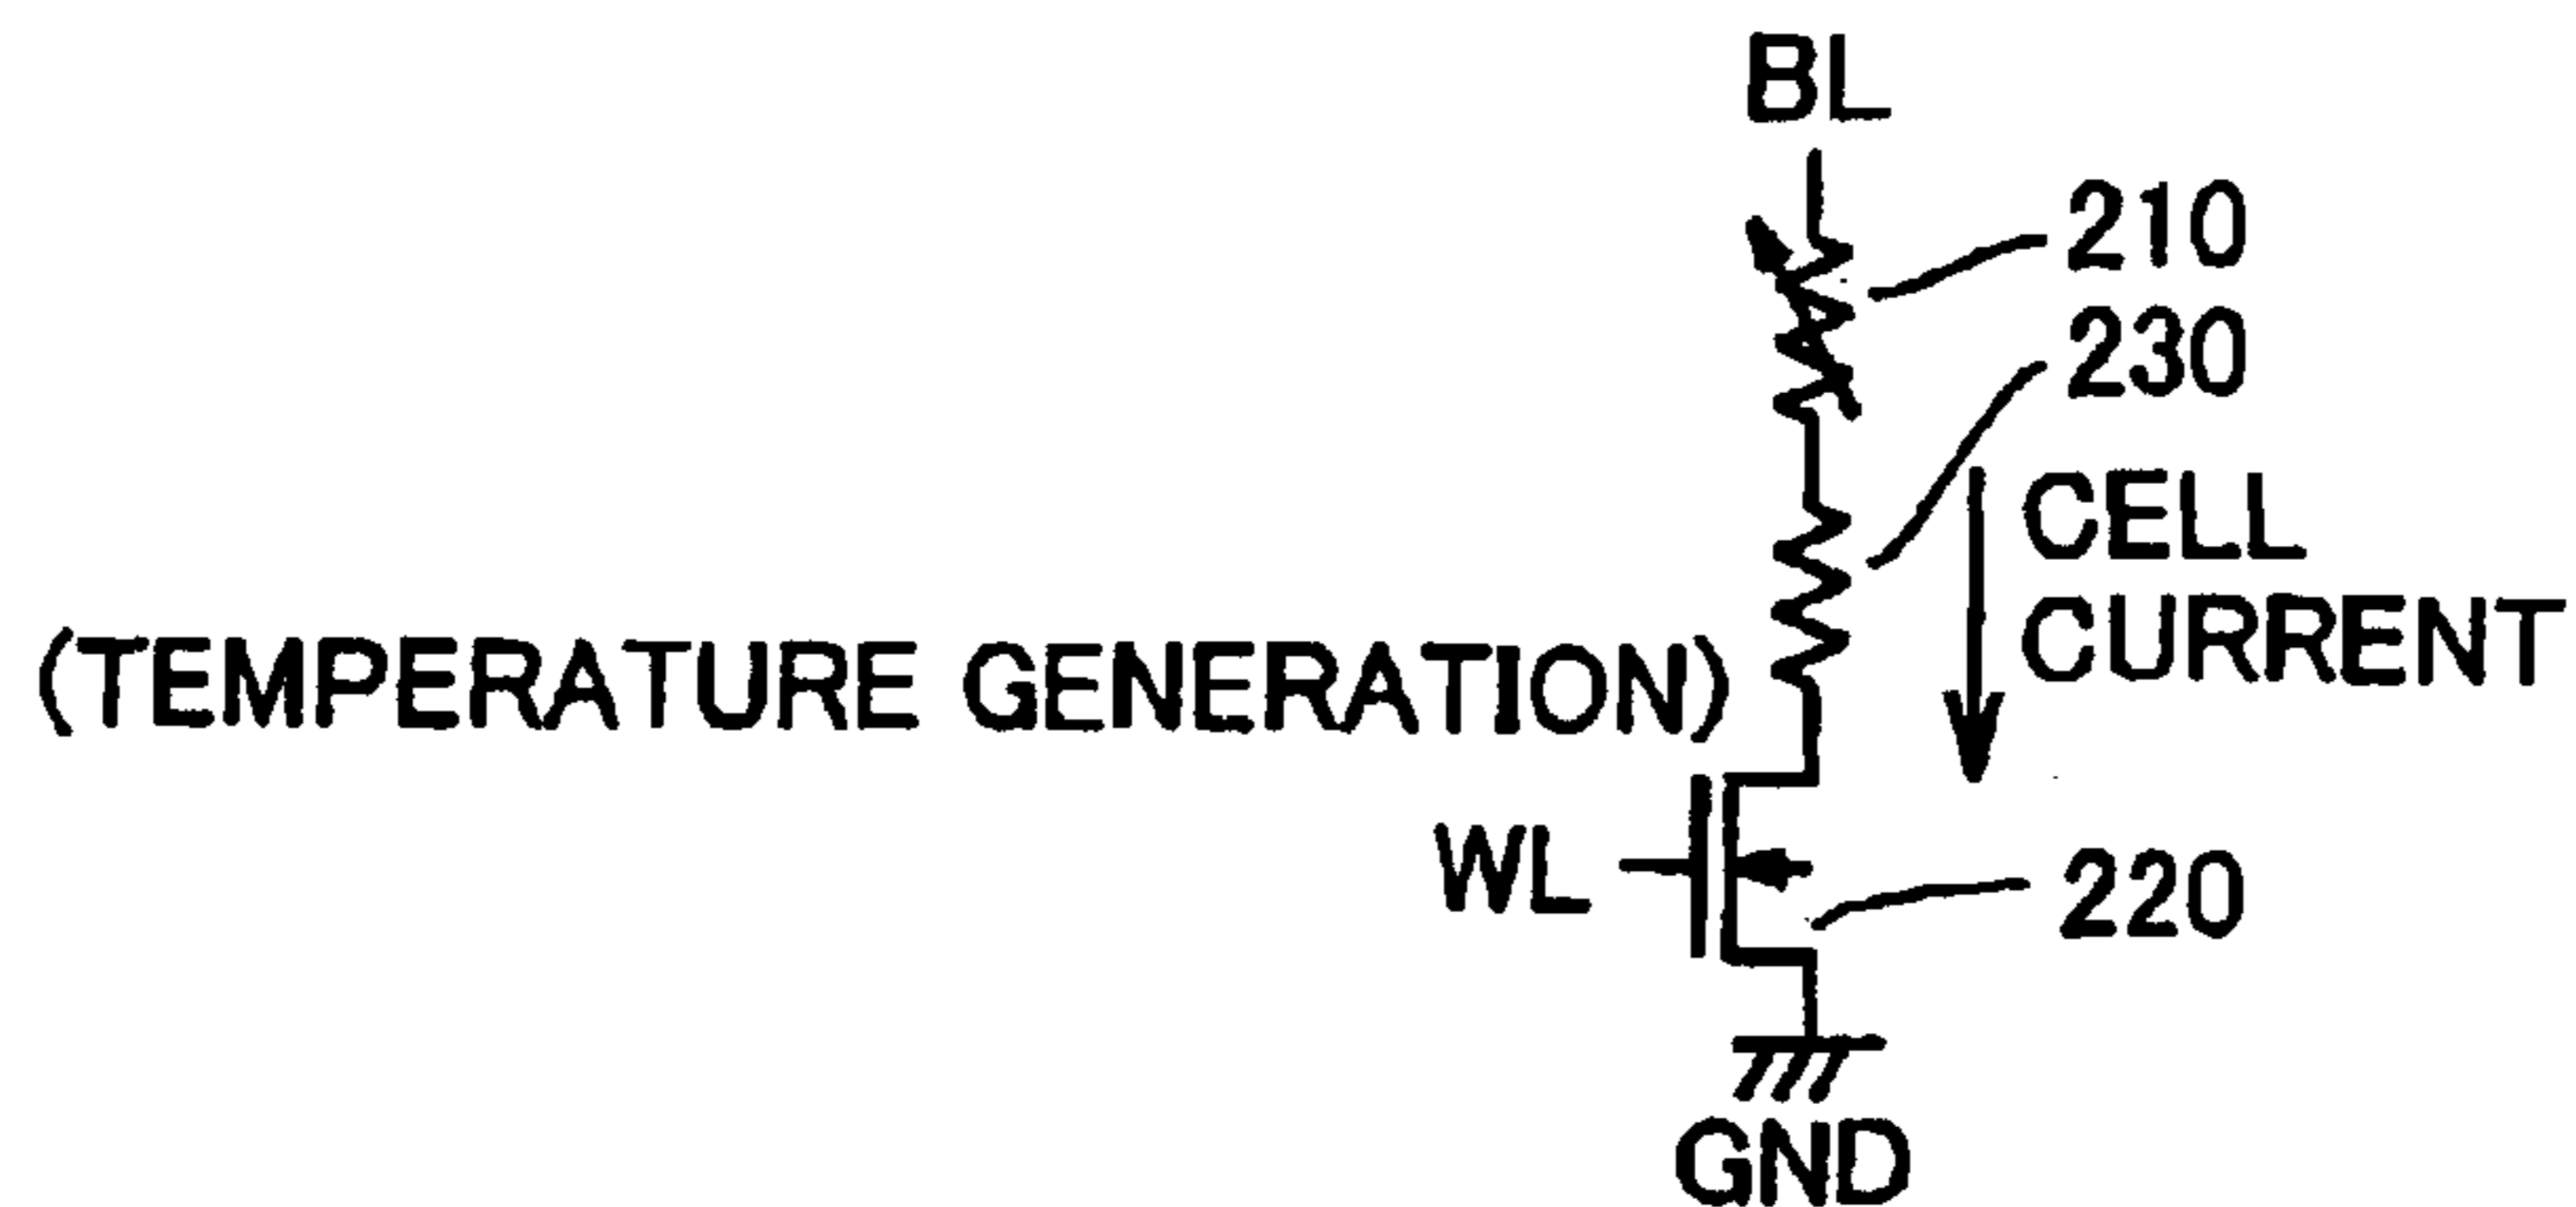 BL
210
230
CELL
CURRENT
(TEMPERATURE GENERATION)
WL
220
GND